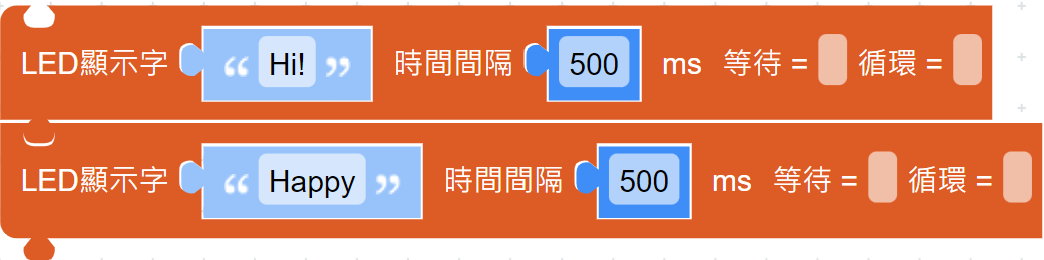 LED顯示字 “ Hi! ” 時間間隔 500 ms 等待 = 循環 =
LED顯示字 “ Happy ” 時間間隔 500 ms 等待 = 循環 =